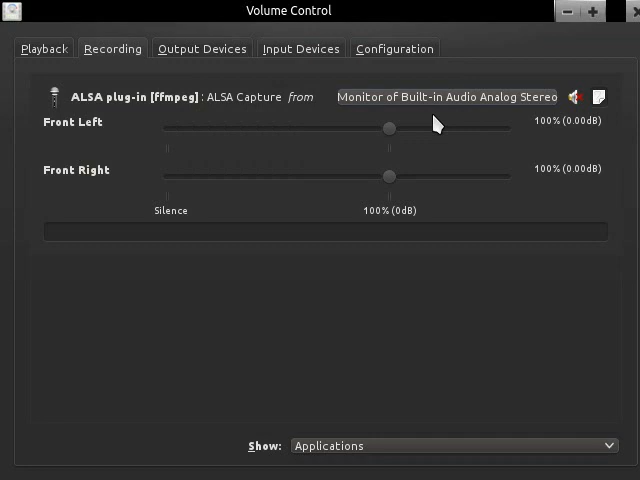 Volume Control
Playback Recording Output Devices Input Devices Configuration
ALSA plug-in [ffmpeg]: ALSA Capture from Monitor of Built-in Audio Analog Stereo
Front Left 100% (0.00dB)
Front Right 100% (0.00dB)
Silence 100% (0dB)
Show: Applications